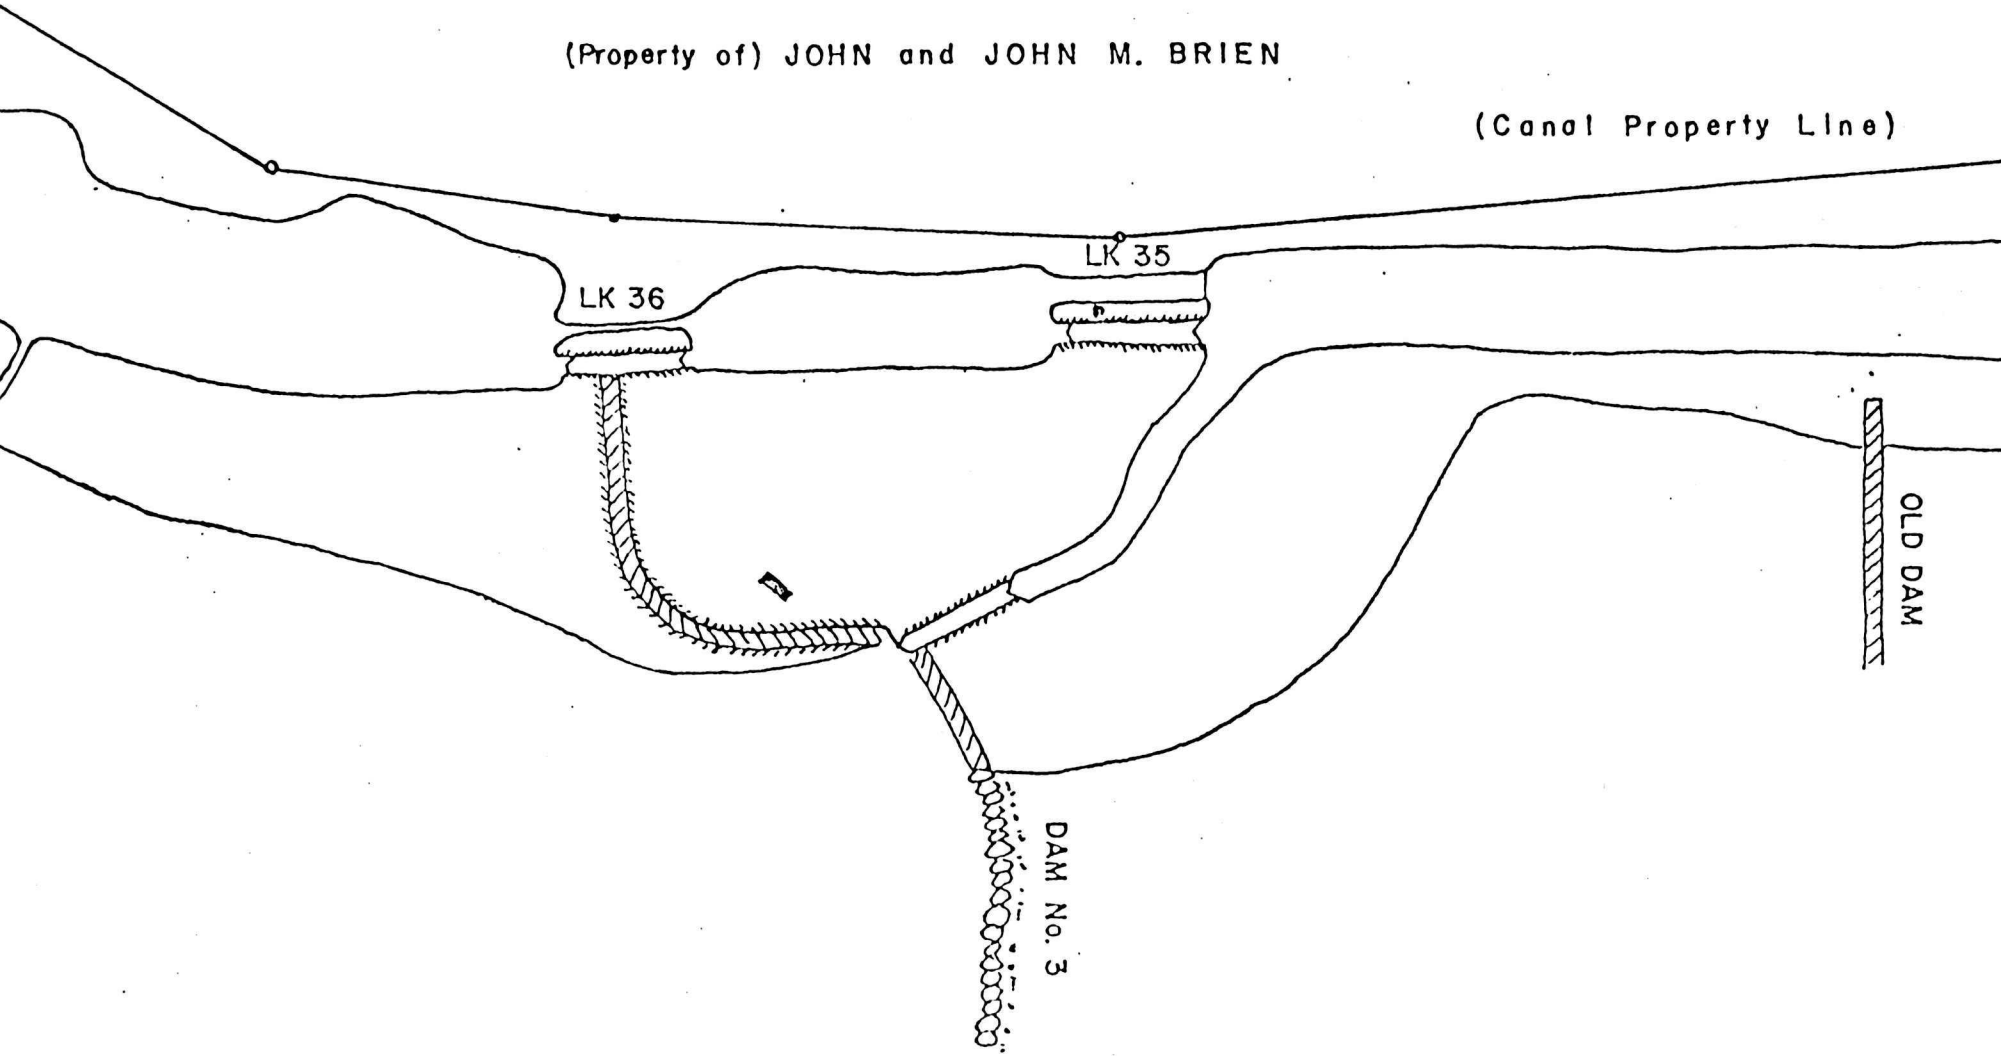 (Property of) JOHN and JOHN M. BRIEN
(Canal Property Line)
LK 35
LK 36
OLD DAM
DAM No. 3